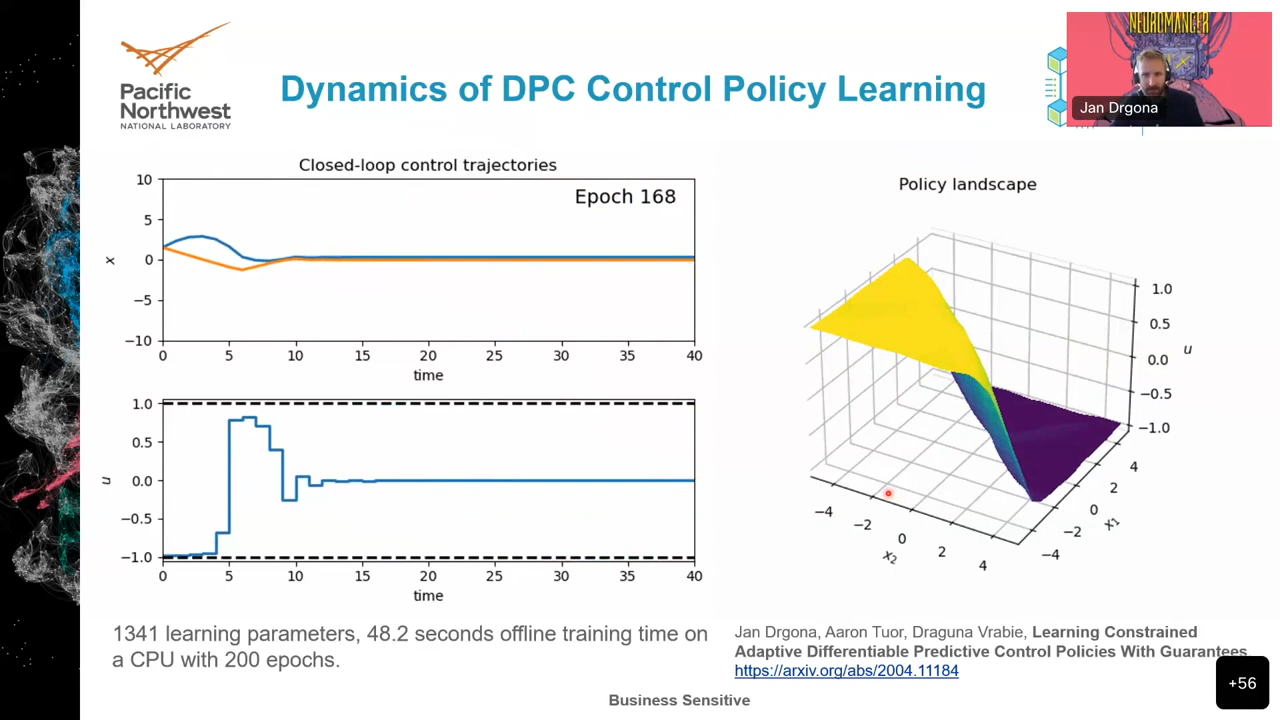 NEUROMANCER
Jan Drgona
Pacific
Northwest
NATIONAL LABORATORY
Dynamics of DPC Control Policy Learning
Closed-loop control trajectories
Epoch 168
10
5
0
−5
−10
x
0 5 10 15 20 25 30 35 40
time
1.0
0.5
0.0
−0.5
−1.0
u
0 5 10 15 20 25 30 35 40
time
Policy landscape
1.0
0.5
0.0
−0.5
−1.0
u
−4
−2
0
2
4
x₂
−4
−2
0
2
4
x₁
1341 learning parameters, 48.2 seconds offline training time on
a CPU with 200 epochs.
Jan Drgona, Aaron Tuor, Draguna Vrabie, Learning Constrained
Adaptive Differentiable Predictive Control Policies With Guarantees,
https://arxiv.org/abs/2004.11184
+56
Business Sensitive